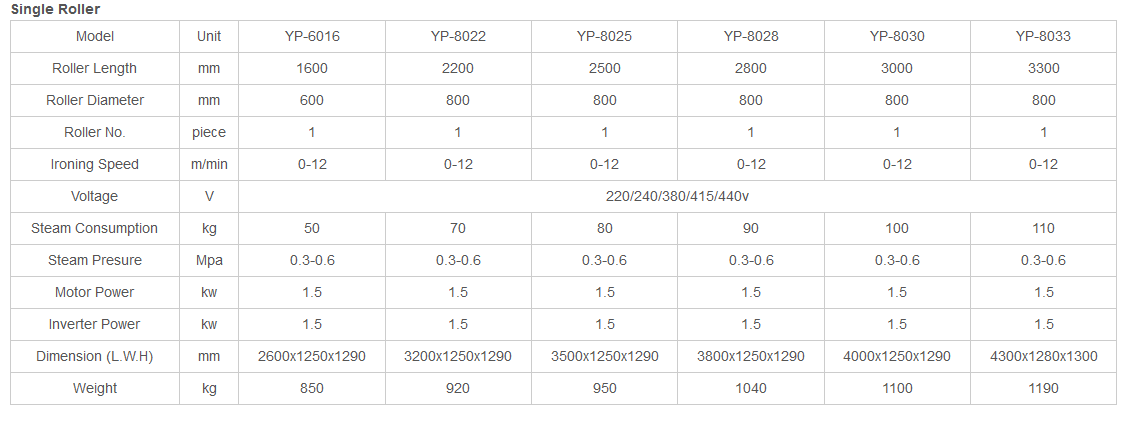 Single Roller
Model Unit YP-6016 YP-8022 YP-8025 YP-8028 YP-8030 YP-8033
Roller Length mm 1600 2200 2500 2800 3000 3300
Roller Diameter mm 600 800 800 800 800 800
Roller No. piece 1 1 1 1 1 1
Ironing Speed m/min 0-12 0-12 0-12 0-12 0-12 0-12
Voltage V 220/240/380/415/440v
Steam Consumption kg 50 70 80 90 100 110
Steam Presure Mpa 0.3-0.6 0.3-0.6 0.3-0.6 0.3-0.6 0.3-0.6 0.3-0.6
Motor Power kw 1.5 1.5 1.5 1.5 1.5 1.5
Inverter Power kw 1.5 1.5 1.5 1.5 1.5 1.5
Dimension (L.W.H) mm 2600x1250x1290 3200x1250x1290 3500x1250x1290 3800x1250x1290 4000x1250x1290 4300x1280x1300
Weight kg 850 920 950 1040 1100 1190